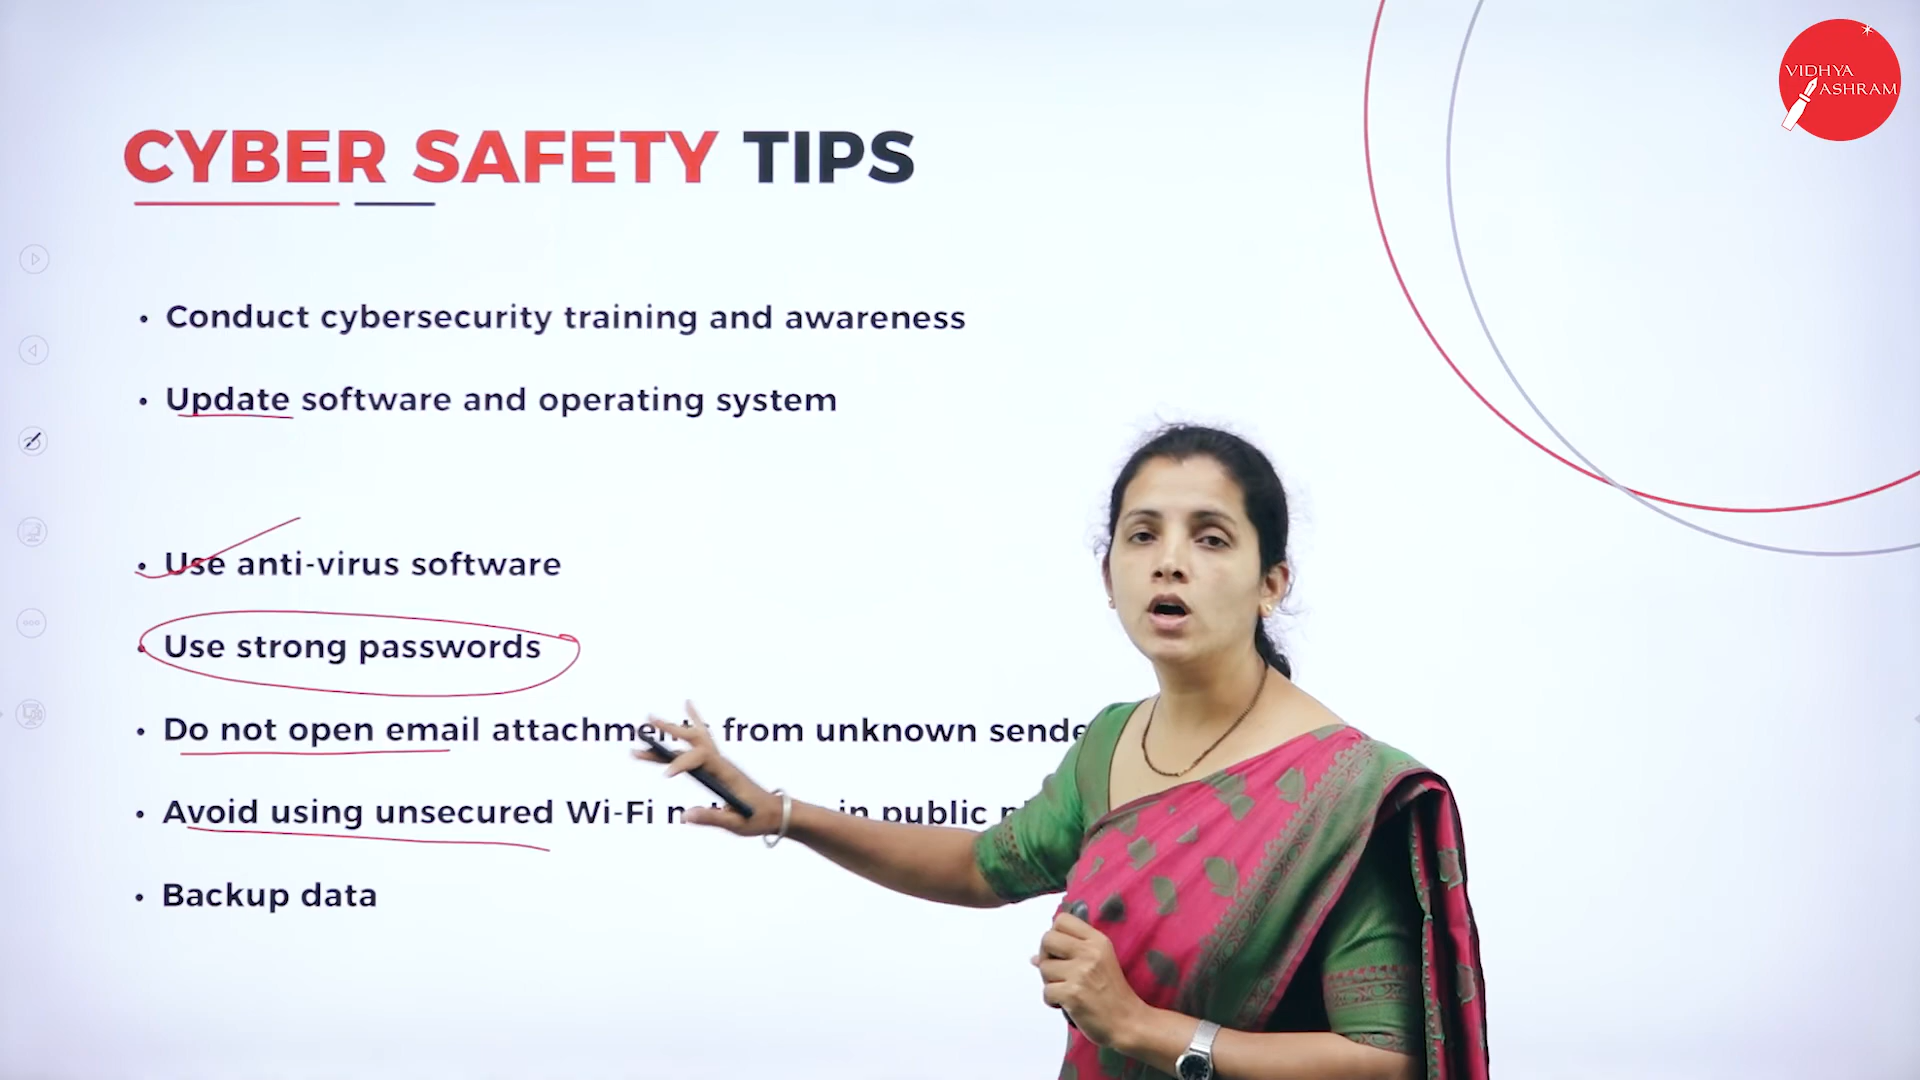 VIDHYA
ASHRAM
CYBER SAFETY TIPS
• Conduct cybersecurity training and awareness
• Update software and operating system
• Use anti-virus software
• Use strong passwords
• Do not open email from unknown
• Avoid using unsecured Wi-Fi in public
• Backup data